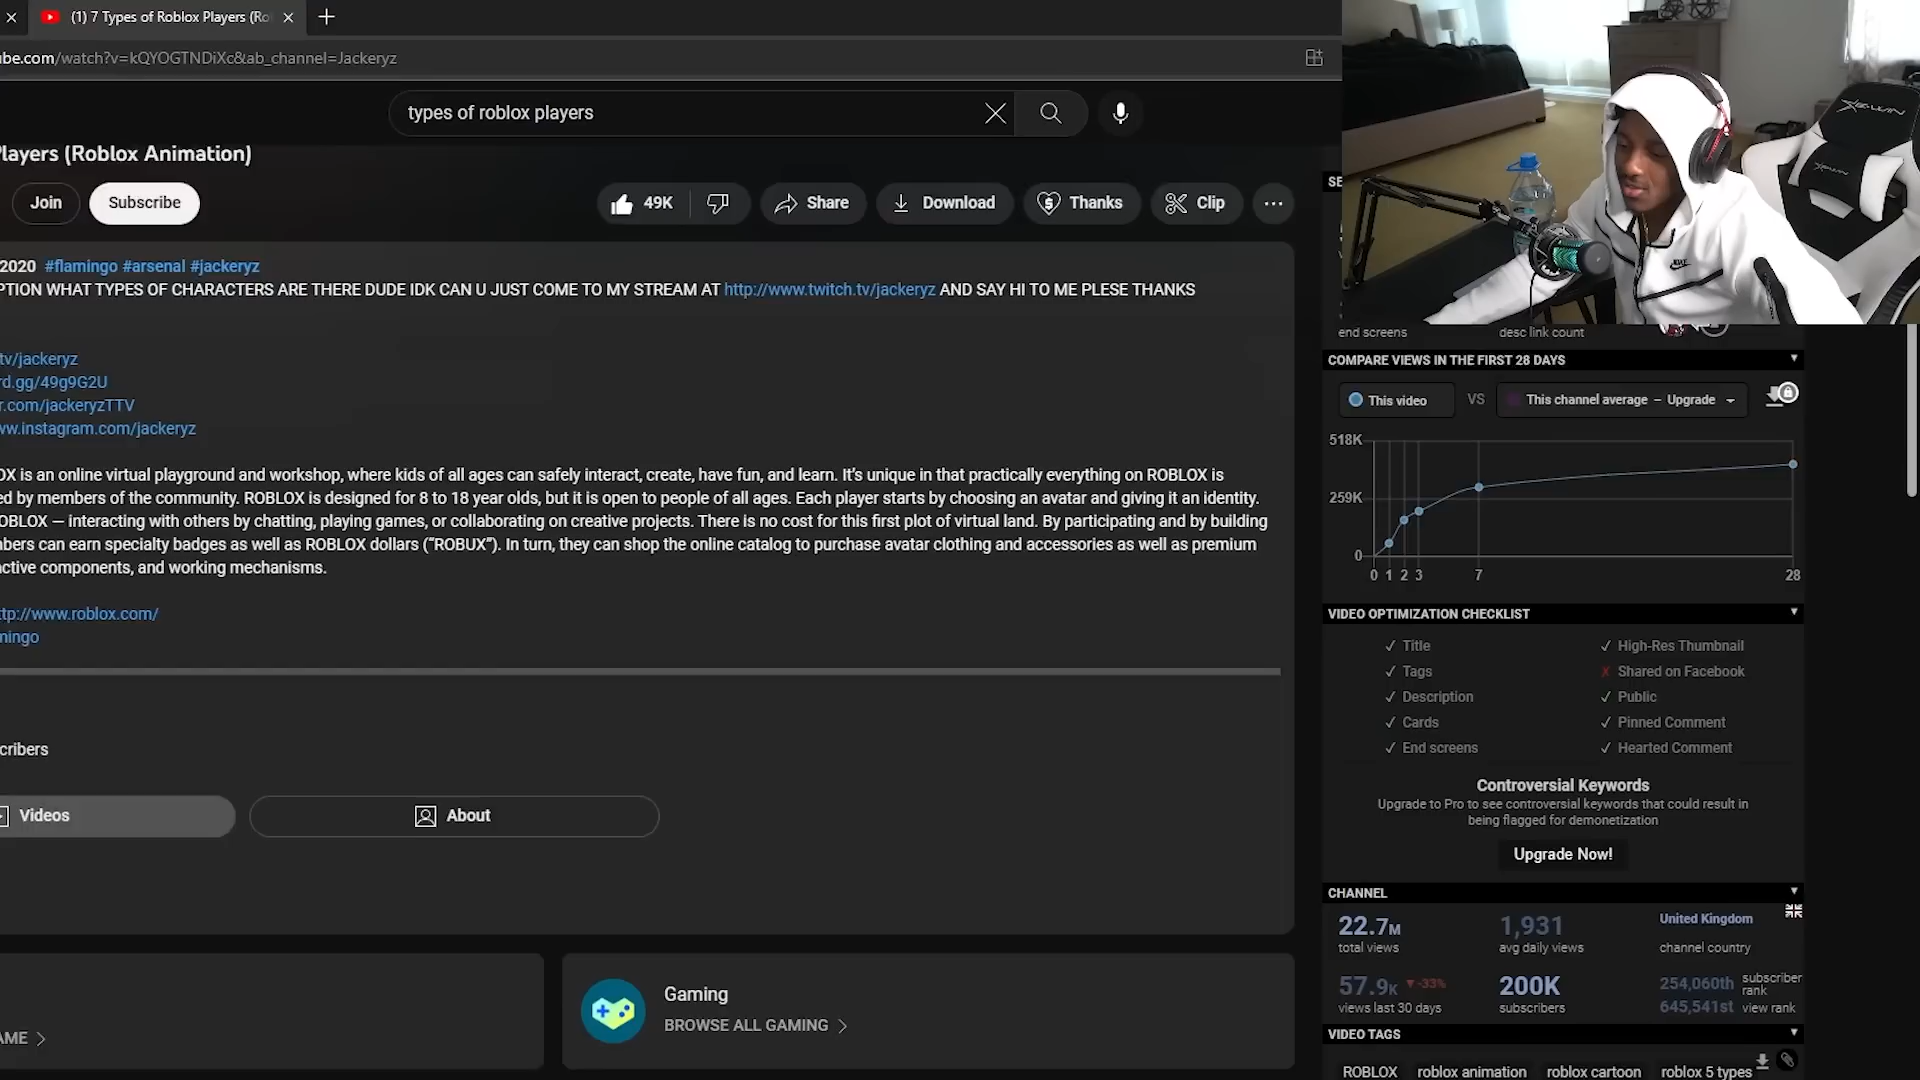 (1) 7 Types of Roblox Players (Ro
ube.com/watch?v=kQYOGTNDiXc&ab_channel=Jackeryz
types of roblox players
Players (Roblox Animation)
Join
Subscribe
49K
Share
Download
Thanks
Clip
2020 #flamingo #arsenal #jackeryz
PTION WHAT TYPES OF CHARACTERS ARE THERE DUDE IDK CAN U JUST COME TO MY STREAM AT http://www.twitch.tv/jackeryz AND SAY HI TO ME PLESE THANKS
tv/jackeryz
rd.gg/49g9G2U
r.com/jackeryzTTV
ww.instagram.com/jackeryz
OX is an online virtual playground and workshop, where kids of all ages can safely interact, create, have fun, and learn. It's unique in that practically everything on ROBLOX is
ed by members of the community. ROBLOX is designed for 8 to 18 year olds, but it is open to people of all ages. Each player starts by choosing an avatar and giving it an identity.
OBLOX — interacting with others by chatting, playing games, or collaborating on creative projects. There is no cost for this first plot of virtual land. By participating and by building
mbers can earn specialty badges as well as ROBLOX dollars ("ROBUX"). In turn, they can shop the online catalog to purchase avatar clothing and accessories as well as premium
active components, and working mechanisms.
ttp://www.roblox.com/
mingo
cribers
Videos
About
AME
Gaming
BROWSE ALL GAMING
SE
end screens
desc link count
COMPARE VIEWS IN THE FIRST 28 DAYS
This video VS This channel average – Upgrade
518K
259K
0
0 1 2 3 7 28
VIDEO OPTIMIZATION CHECKLIST
✓ Title ✓ High-Res Thumbnail
✓ Tags ✗ Shared on Facebook
✓ Description ✓ Public
✓ Cards ✓ Pinned Comment
✓ End screens ✓ Hearted Comment
Controversial Keywords
Upgrade to Pro to see controversial keywords that could result in
being flagged for demonetization
Upgrade Now!
CHANNEL
22.7M 1,931 United Kingdom
total views avg daily views channel country
57.9K ▼-33% 200K 254,060th subscriber rank
views last 30 days subscribers 645,541st view rank
VIDEO TAGS
ROBLOX roblox animation roblox cartoon roblox 5 types